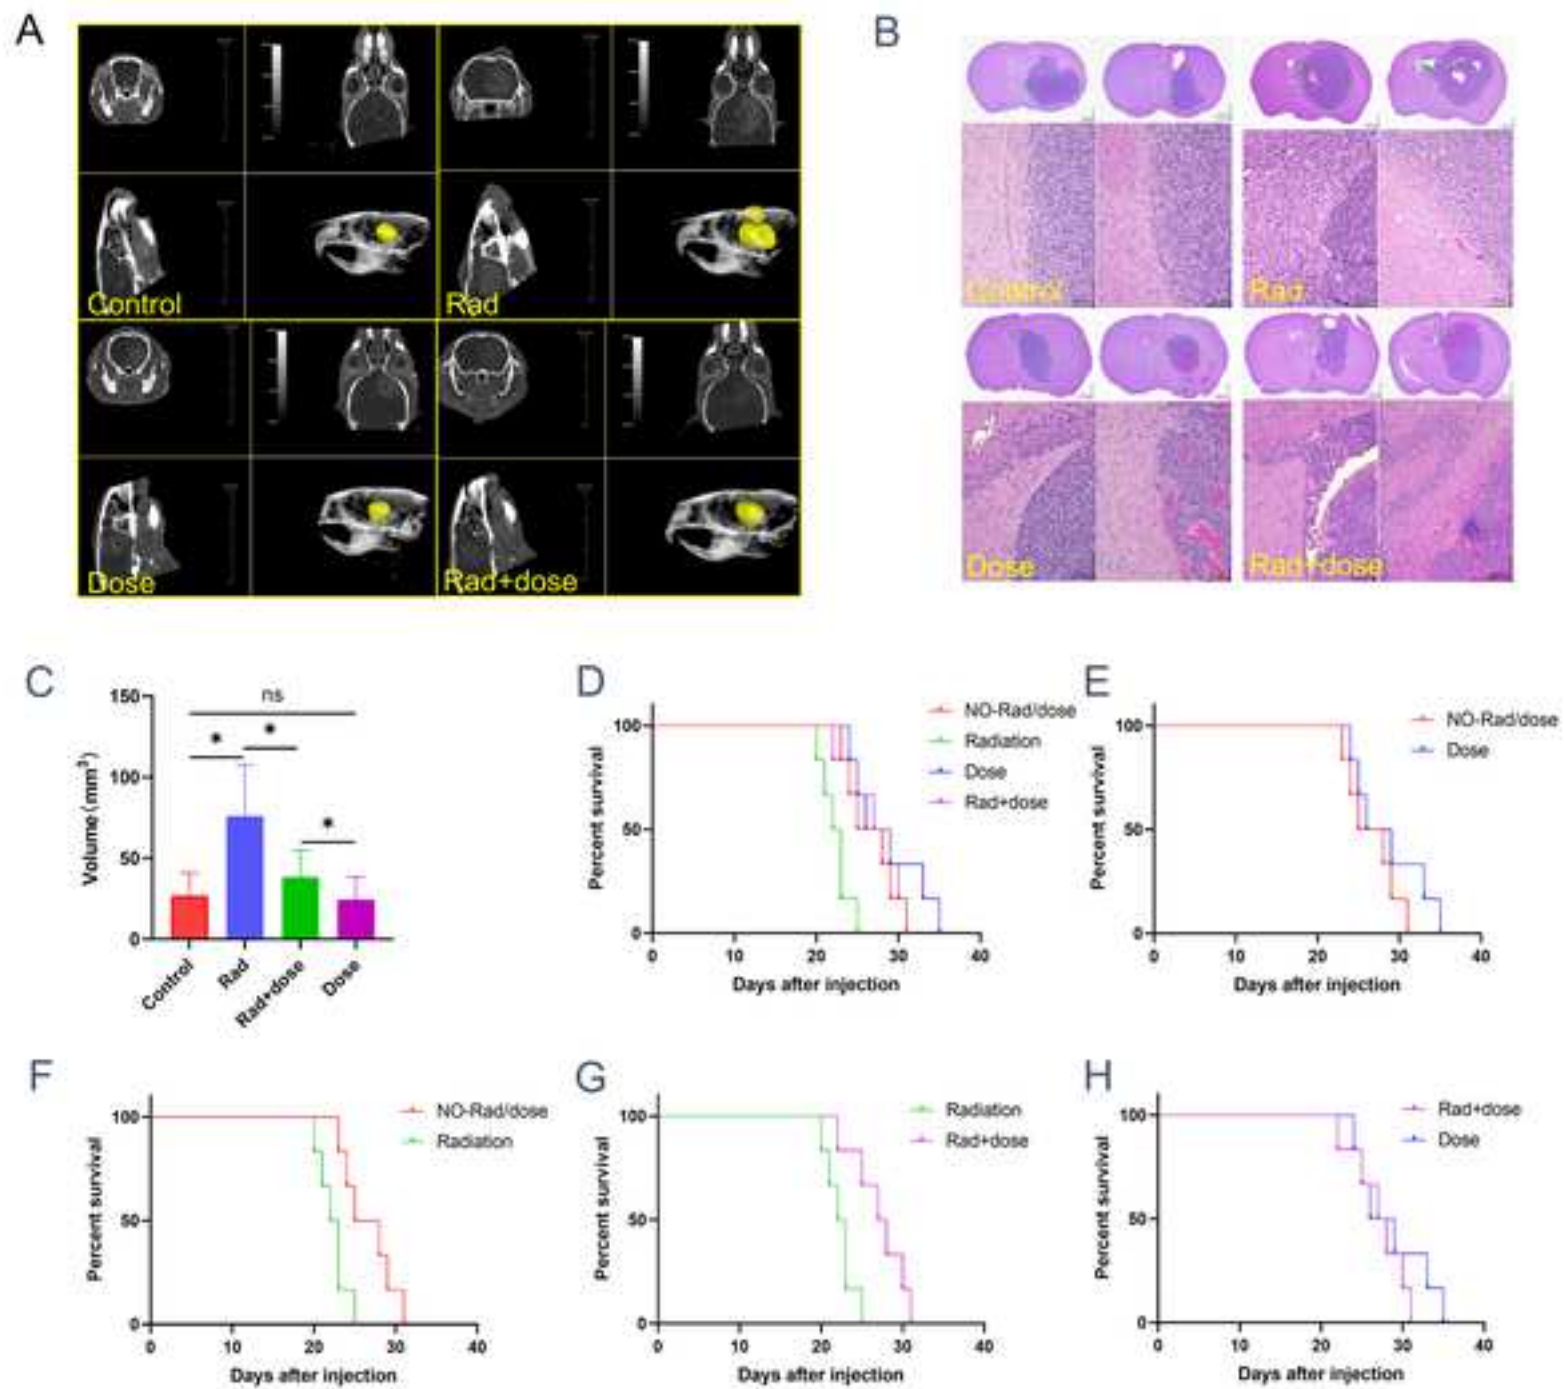 A
B
Control
Rad
Dose
Rad+dose
Control
Rad
Dose
Rad+dose
C
150
100
50
0
Volume(mm³)
ns
*
*
*
Control
Rad
Rad+dose
Dose
D
100
50
0
Percent survival
0 10 20 30 40
Days after injection
NO-Rad/dose
Radiation
Dose
Rad+dose
E
100
50
0
Percent survival
0 10 20 30 40
Days after injection
NO-Rad/dose
Dose
F
100
50
0
Percent survival
0 10 20 30 40
Days after injection
NO-Rad/dose
Radiation
G
100
50
0
Percent survival
0 10 20 30 40
Days after injection
Radiation
Rad+dose
H
100
50
0
Percent survival
0 10 20 30 40
Days after injection
Rad+dose
Dose